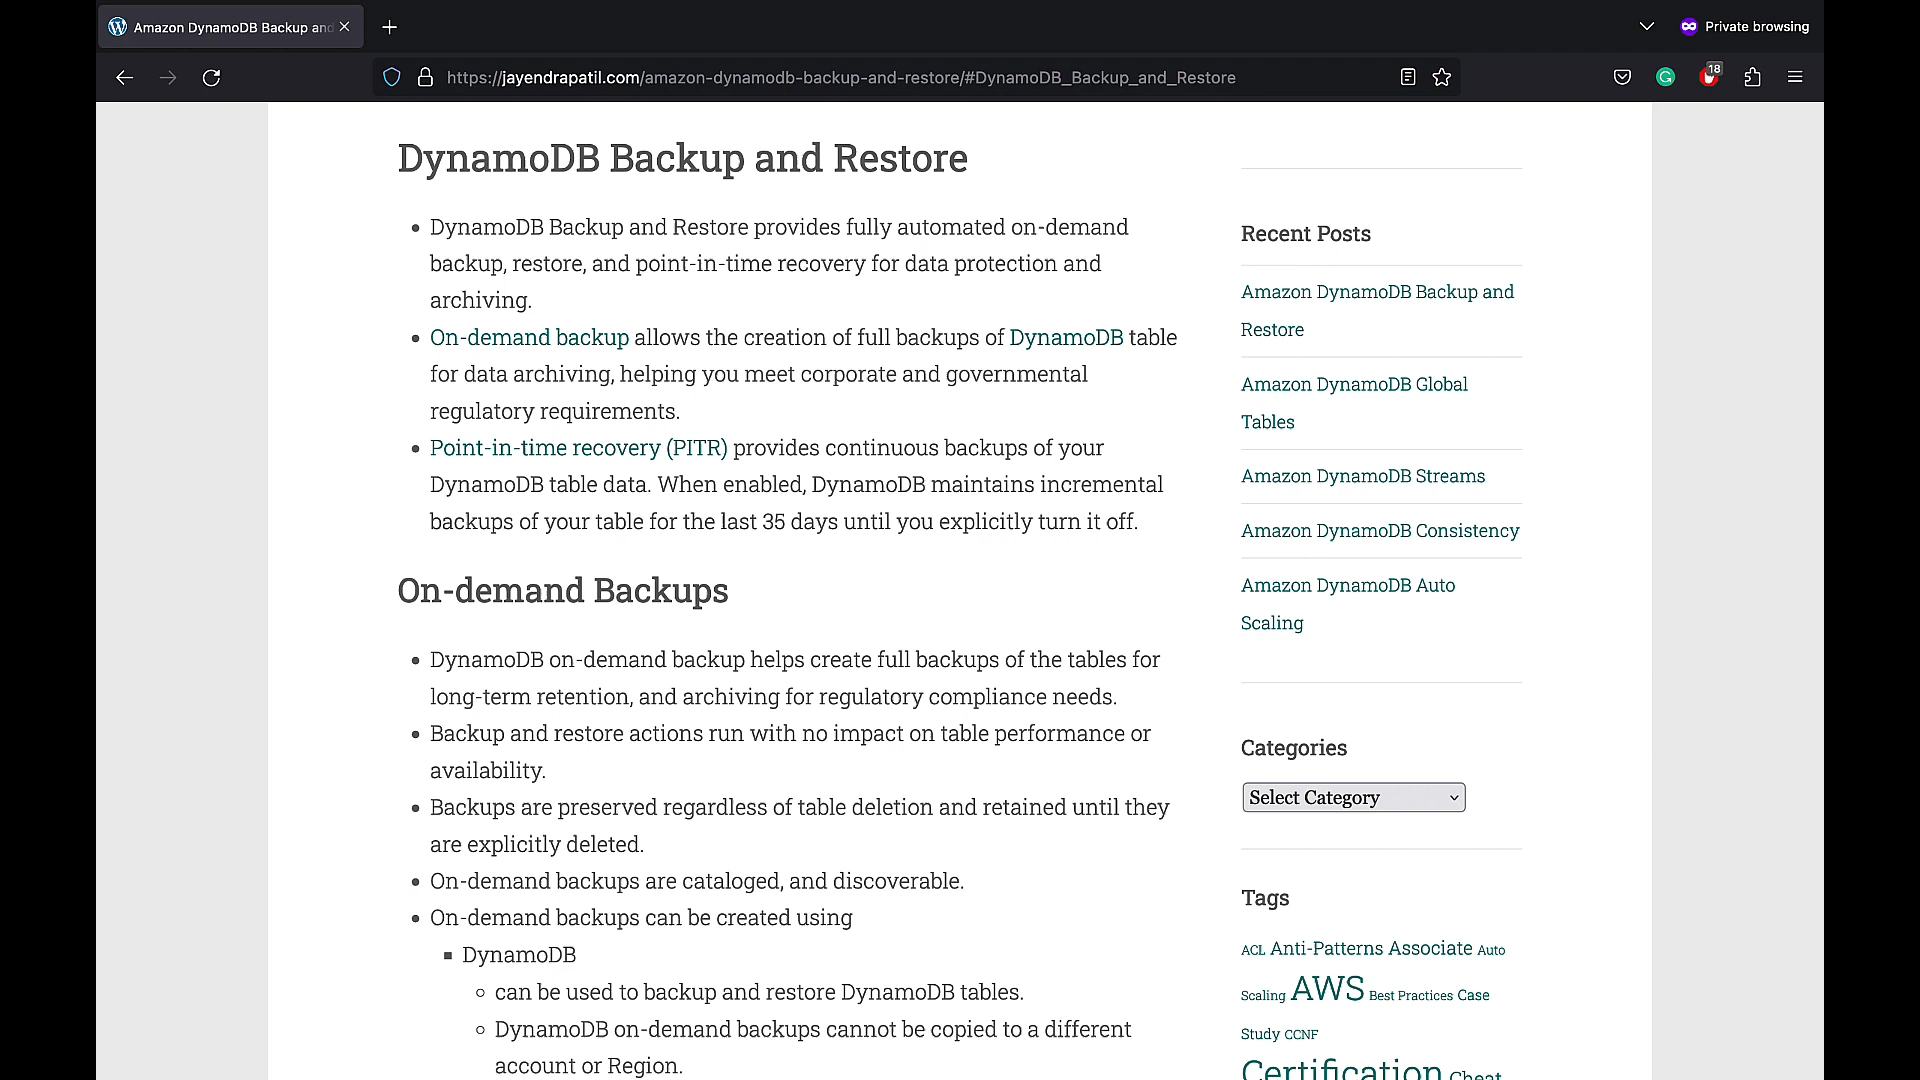 Amazon DynamoDB Backup and
Private browsing
https://jayendrapatil.com/amazon-dynamodb-backup-and-restore/#DynamoDB_Backup_and_Restore
18
DynamoDB Backup and Restore
DynamoDB Backup and Restore provides fully automated on-demand
backup, restore, and point-in-time recovery for data protection and
archiving.
On-demand backup allows the creation of full backups of DynamoDB table
for data archiving, helping you meet corporate and governmental
regulatory requirements.
Point-in-time recovery (PITR) provides continuous backups of your
DynamoDB table data. When enabled, DynamoDB maintains incremental
backups of your table for the last 35 days until you explicitly turn it off.
On-demand Backups
DynamoDB on-demand backup helps create full backups of the tables for
long-term retention, and archiving for regulatory compliance needs.
Backup and restore actions run with no impact on table performance or
availability.
Backups are preserved regardless of table deletion and retained until they
are explicitly deleted.
On-demand backups are cataloged, and discoverable.
On-demand backups can be created using
DynamoDB
can be used to backup and restore DynamoDB tables.
DynamoDB on-demand backups cannot be copied to a different
account or Region.
Recent Posts
Amazon DynamoDB Backup and
Restore
Amazon DynamoDB Global
Tables
Amazon DynamoDB Streams
Amazon DynamoDB Consistency
Amazon DynamoDB Auto
Scaling
Categories
Select Category
Tags
ACL Anti-Patterns Associate Auto
Scaling AWS Best Practices Case
Study CCNF
Certification Cheat